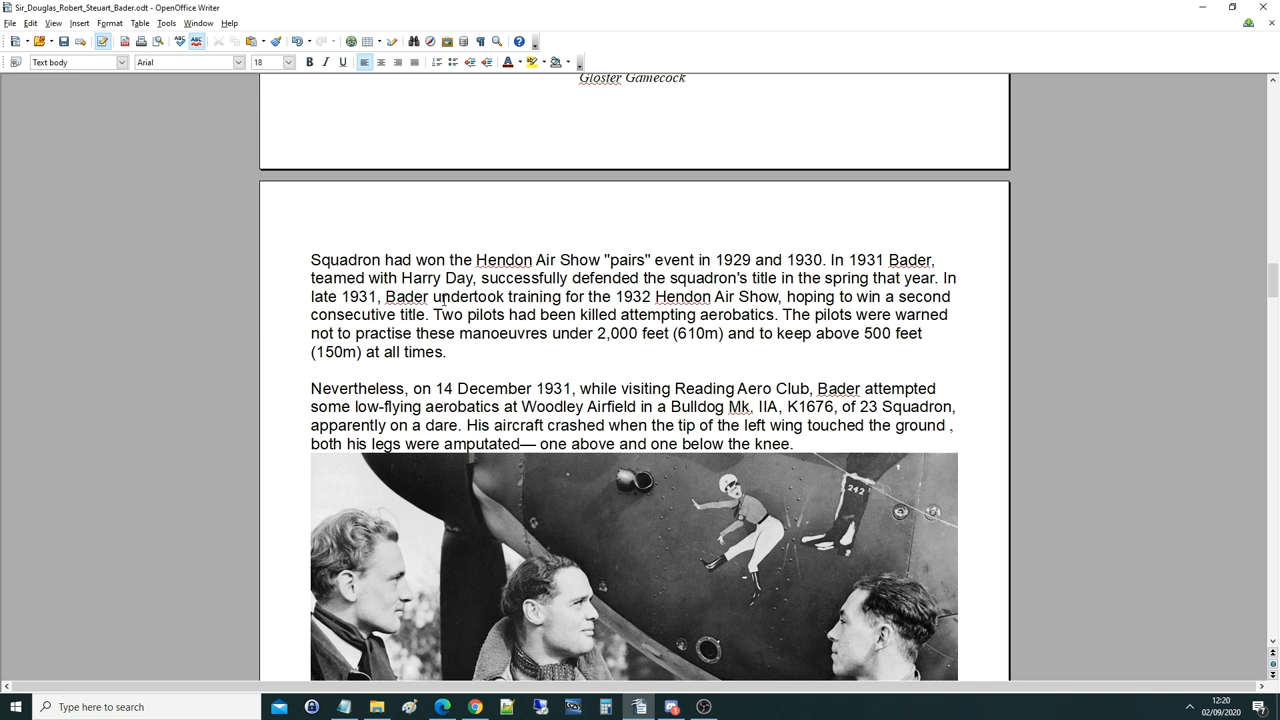 Sir_Douglas_Robert_Steuart_Bader.odt - OpenOffice Writer
File Edit View Insert Format Table Tools Window Help
Text body Arial 18
Gloster Gamecock
Squadron had won the Hendon Air Show "pairs" event in 1929 and 1930. In 1931 Bader,
teamed with Harry Day, successfully defended the squadron's title in the spring that year. In
late 1931, Bader undertook training for the 1932 Hendon Air Show, hoping to win a second
consecutive title. Two pilots had been killed attempting aerobatics. The pilots were warned
not to practise these manoeuvres under 2,000 feet (610m) and to keep above 500 feet
(150m) at all times.
Nevertheless, on 14 December 1931, while visiting Reading Aero Club, Bader attempted
some low-flying aerobatics at Woodley Airfield in a Bulldog Mk. IIA, K1676, of 23 Squadron,
apparently on a dare. His aircraft crashed when the tip of the left wing touched the ground ,
both his legs were amputated— one above and one below the knee.
242
Type here to search
12:20
02/09/2020